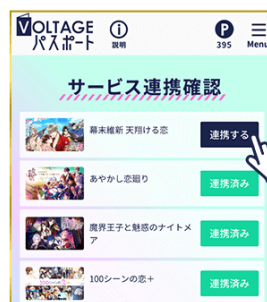 VOLTAGE
パスポート
説明
P
395
Menu
サービス連携確認
幕末維新 天翔ける恋
連携する
あやかし恋廻り
連携済み
魔界王子と魅惑のナイトメ
ア
連携済み
100シーンの恋+
連携済み